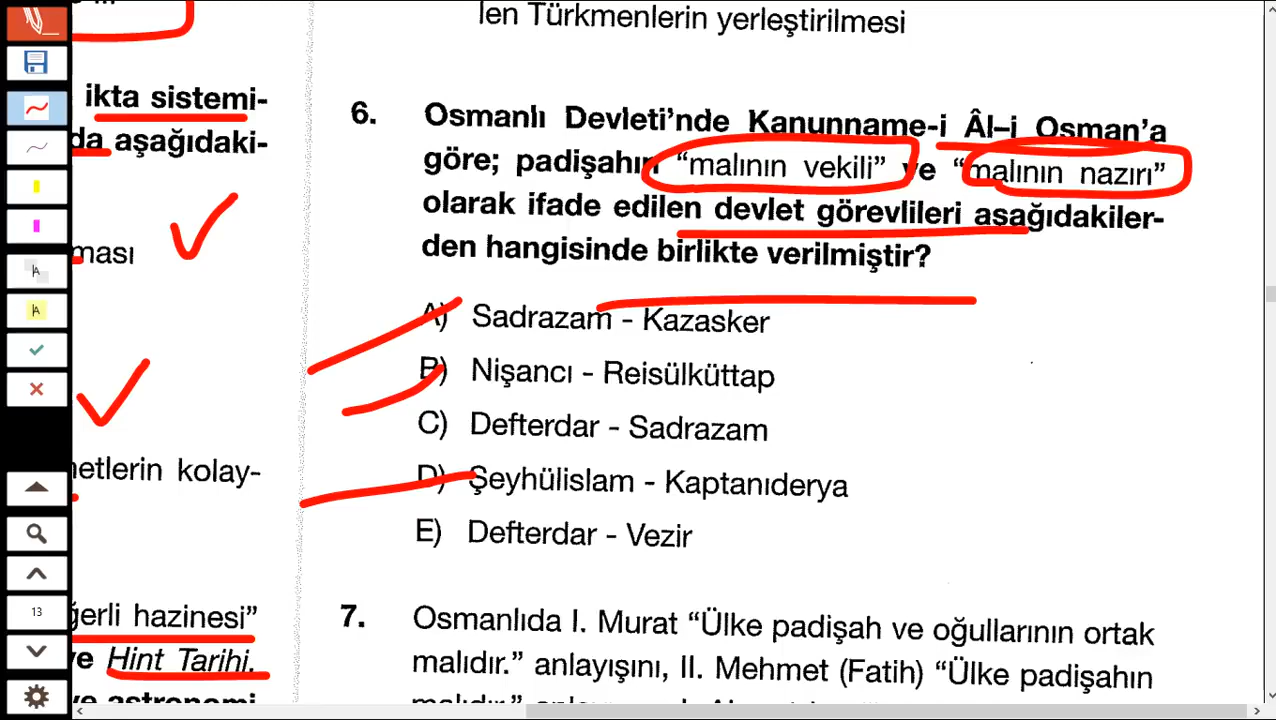 ikta sistemi-
da aşağıdaki-
ması
metlerin kolay-
ğerli hazinesi"
ve Hint Tarihi,
ve astronomi
len Türkmenlerin yerleştirilmesi
6. Osmanlı Devleti'nde Kanunname-i Âl–i Osman'a
göre; padişahın "malının vekili" ve "malının nazırı"
olarak ifade edilen devlet görevlileri aşağıdakiler-
den hangisinde birlikte verilmiştir?
A) Sadrazam - Kazasker
B) Nişancı - Reisülküttap
C) Defterdar - Sadrazam
D) Şeyhülislam - Kaptanıderya
E) Defterdar - Vezir
7. Osmanlıda I. Murat "Ülke padişah ve oğullarının ortak
malıdır." anlayışını, II. Mehmet (Fatih) "Ülke padişahın
malıdır."
13